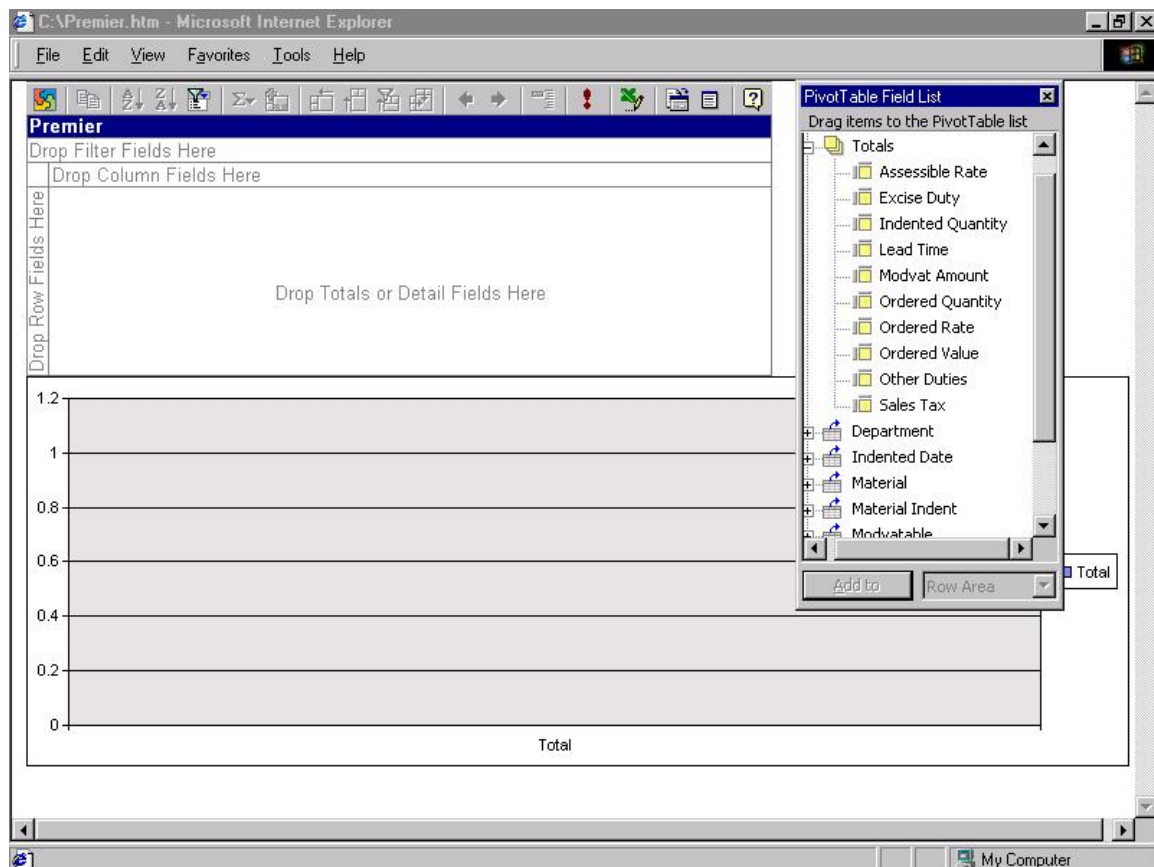 C:\Premier.htm - Microsoft Internet Explorer
File Edit View Favorites Tools Help
Premier
Drop Filter Fields Here
Drop Column Fields Here
Drop Row Fields Here
Drop Totals or Detail Fields Here
PivotTable Field List
Drag items to the PivotTable list
Totals
Assessible Rate
Excise Duty
Indented Quantity
Lead Time
Modvat Amount
Ordered Quantity
Ordered Rate
Ordered Value
Other Duties
Sales Tax
Department
Indented Date
Material
Material Indent
Modvatable
Add to Row Area
1.2
1
0.8
0.6
0.4
0.2
0
Total
Total
My Computer